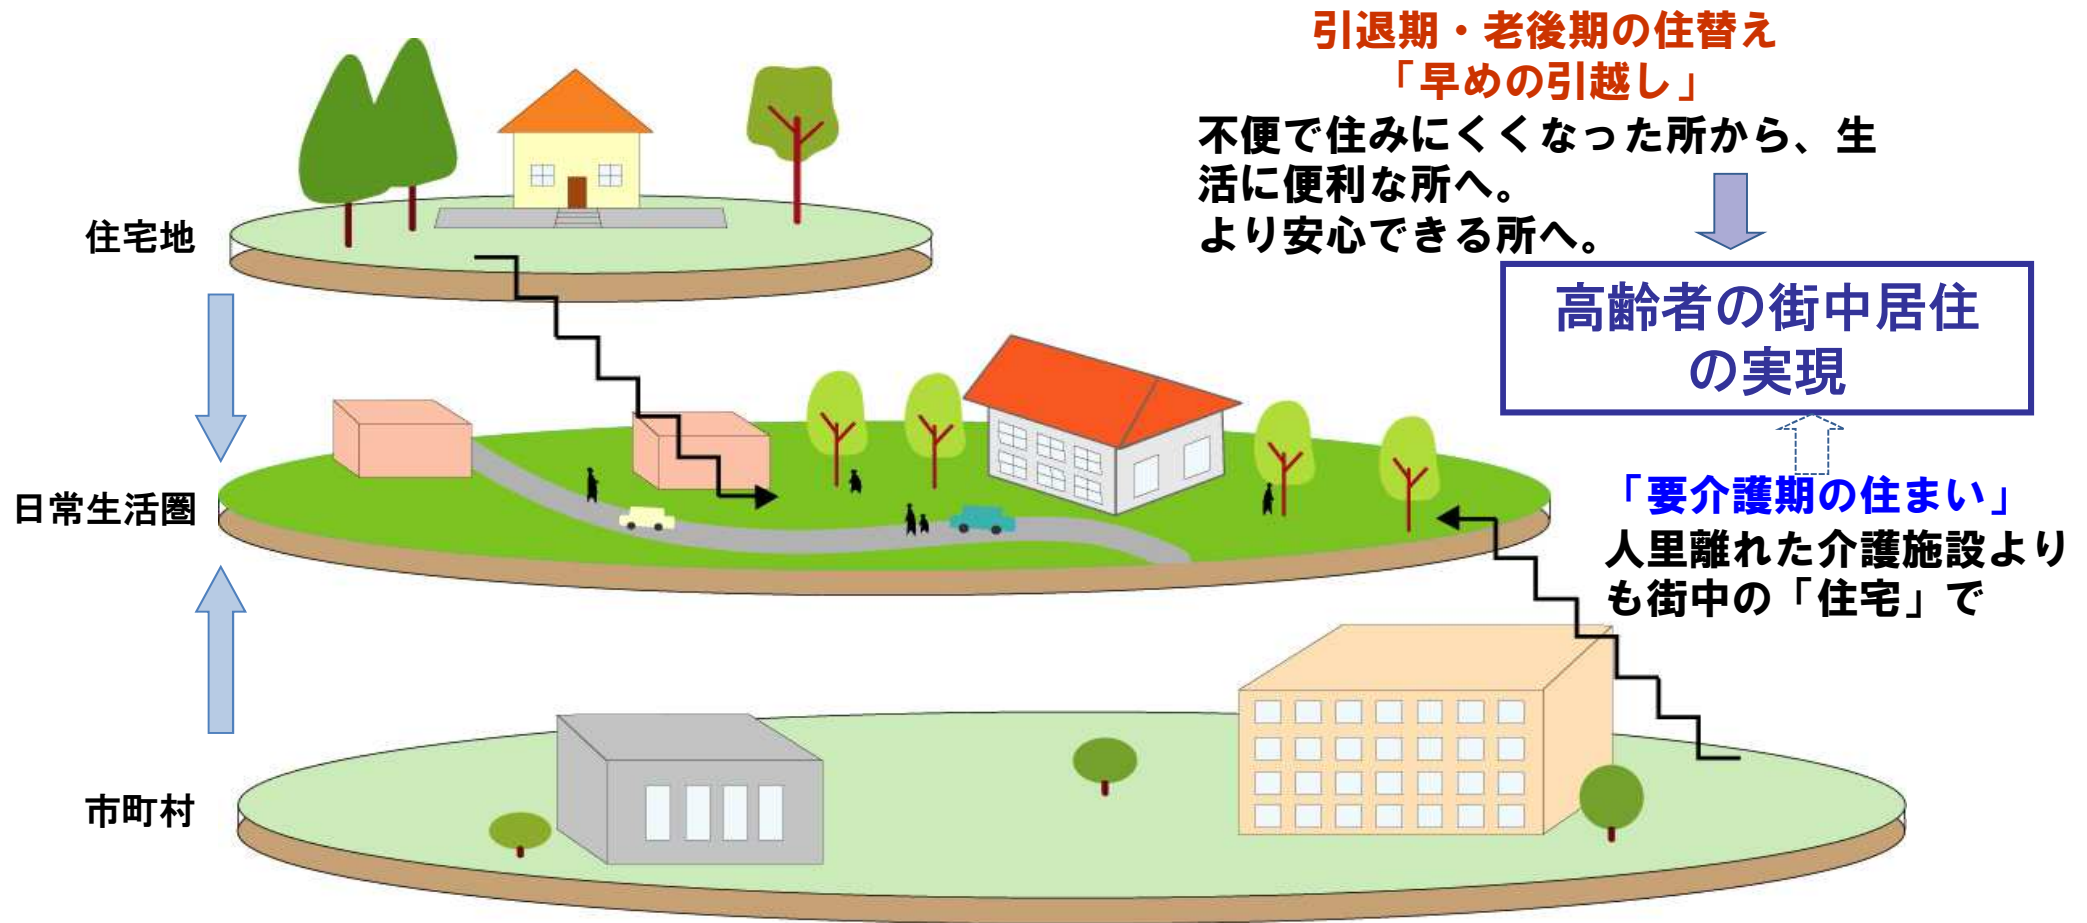 引退期・老後期の住替え
「早めの引越し」
不便で住みにくくなった所から、生
活に便利な所へ。
より安心できる所へ。
住宅地
高齢者の街中居住
の実現
日常生活圏
「要介護期の住まい」
人里離れた介護施設より
も街中の「住宅」で
市町村